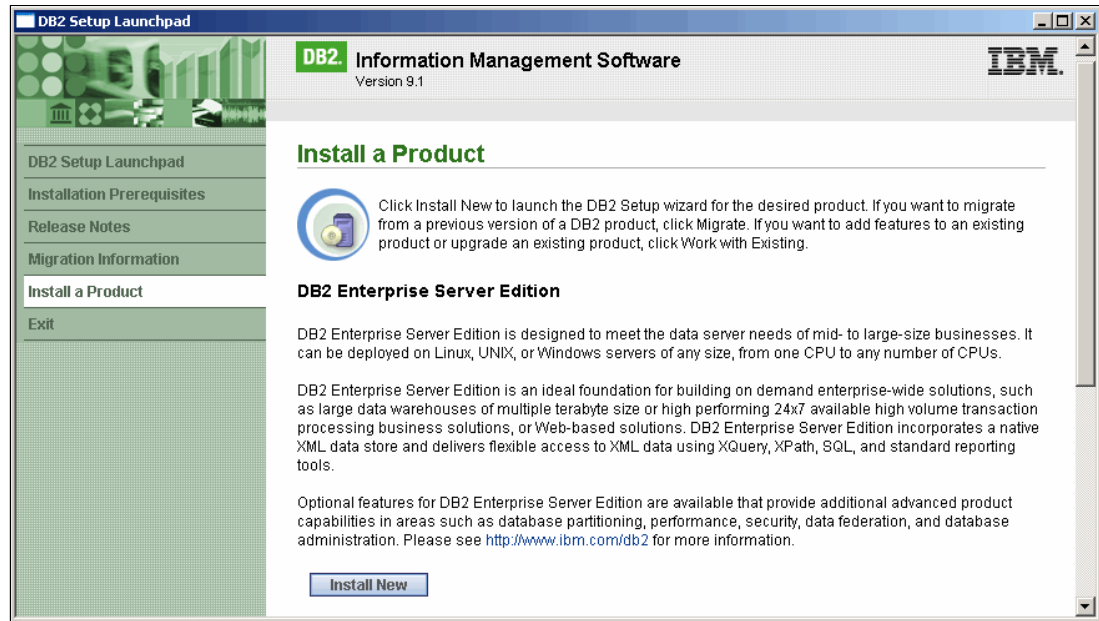 DB2 Setup Launchpad
DB2. Information Management Software
Version 9.1
IBM.
DB2 Setup Launchpad
Installation Prerequisites
Release Notes
Migration Information
Install a Product
Exit
Install a Product
Click Install New to launch the DB2 Setup wizard for the desired product. If you want to migrate
from a previous version of a DB2 product, click Migrate. If you want to add features to an existing
product or upgrade an existing product, click Work with Existing.
DB2 Enterprise Server Edition
DB2 Enterprise Server Edition is designed to meet the data server needs of mid- to large-size businesses. It
can be deployed on Linux, UNIX, or Windows servers of any size, from one CPU to any number of CPUs.
DB2 Enterprise Server Edition is an ideal foundation for building on demand enterprise-wide solutions, such
as large data warehouses of multiple terabyte size or high performing 24x7 available high volume transaction
processing business solutions, or Web-based solutions. DB2 Enterprise Server Edition incorporates a native
XML data store and delivers flexible access to XML data using XQuery, XPath, SQL, and standard reporting
tools.
Optional features for DB2 Enterprise Server Edition are available that provide additional advanced product
capabilities in areas such as database partitioning, performance, security, data federation, and database
administration. Please see http://www.ibm.com/db2 for more information.
Install New